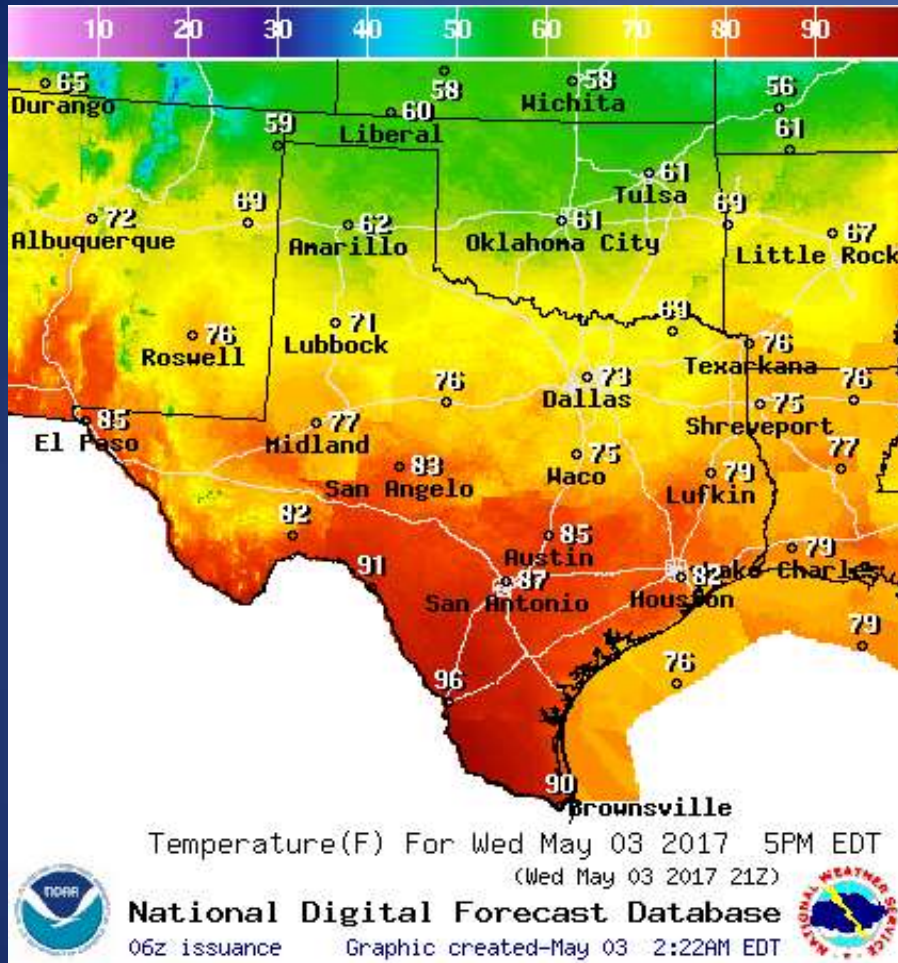 10 20 30 40 50 60 70 80 90
65
Durango
58
58
Wichita
56
60
Liberal
59
61
61
Tulsa
72
Albuquerque
69
62
Amarillo
61
Oklahoma City
69
67
Little Rock
76
Roswell
71
Lubbock
69
76
Texarkana
76
73
Dallas
75
Shreveport
76
85
El Paso
77
Midland
83
San Angelo
75
Waco
79
Lufkin
77
82
85
Austin
79
Lake Charles
91
87
San Antonio
82
Houston
79
76
96
90
Brownsville
Temperature(F) For Wed May 03 2017 5PM EDT
(Wed May 03 2017 21Z)
NOAA
National Digital Forecast Database
06z issuance Graphic created-May 03 2:22AM EDT
NATIONAL WEATHER SERVICE